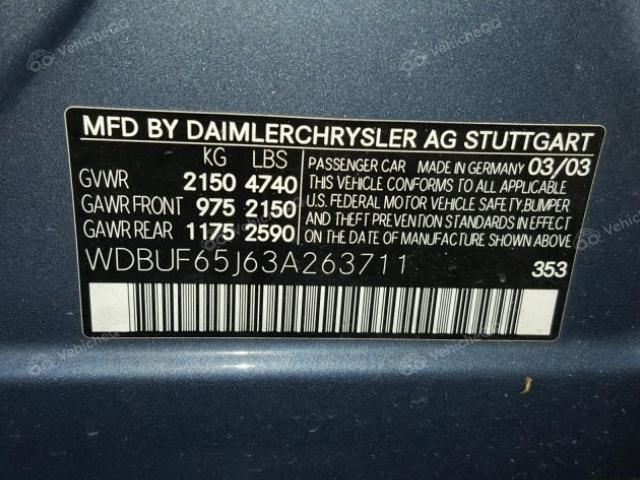 MFD BY DAIMLERCHRYSLER AG STUTTGART
KG LBS
GVWR 2150 4740
GAWR FRONT 975 2150
GAWR REAR 1175 2590
PASSENGER CAR MADE IN GERMANY 03/03
THIS VEHICLE CONFORMS TO ALL APPLICABLE
U.S. FEDERAL MOTOR VEHICLE SAFETY,BUMPER
AND THEFT PREVENTION STANDARDS IN EFFECT
ON THE DATE OF MANUFACTURE SHOWN ABOVE.
WDBUF65J63A263711 353